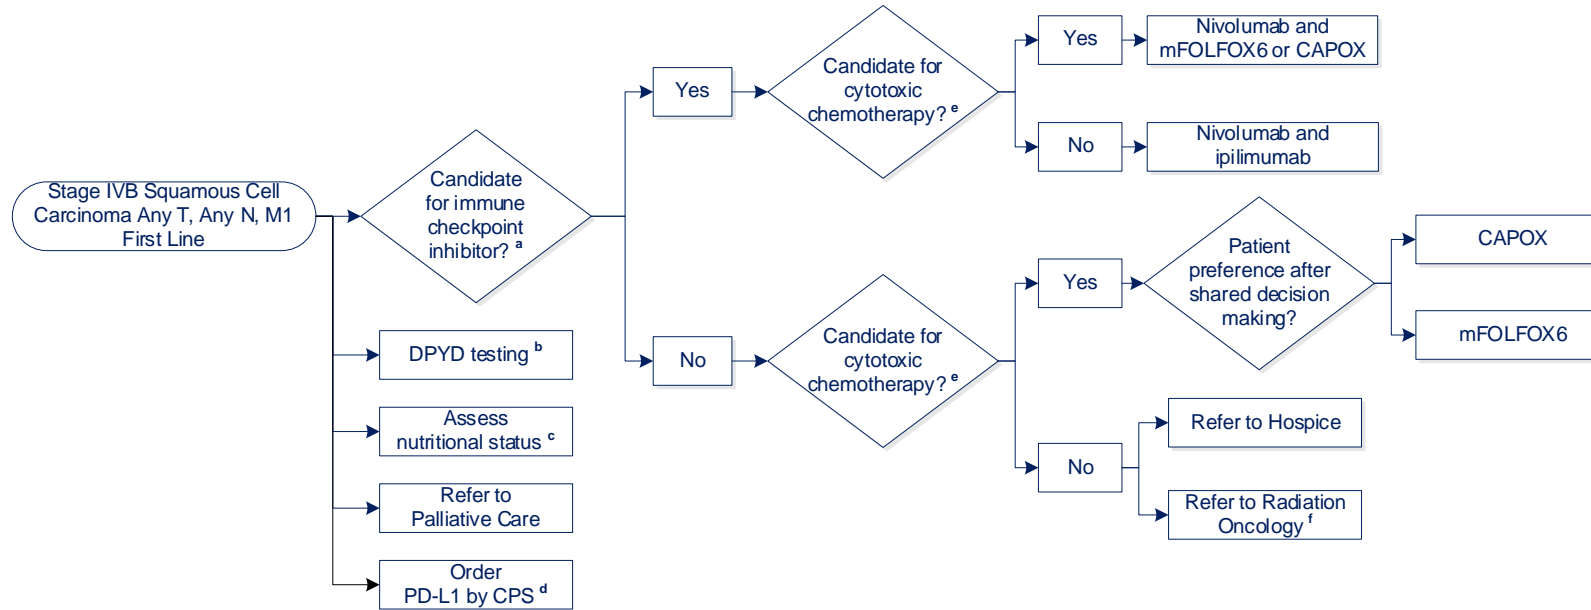 Stage IVB Squamous Cell
Carcinoma Any T, Any N, M1
First Line
Candidate
for immune
checkpoint
inhibitor? a
DPYD testing b
Assess
nutritional status c
Refer to
Palliative Care
Order
PD-L1 by CPS d
Yes
Candidate for
cytotoxic
chemotherapy? e
Yes
Nivolumab and
mFOLFOX6 or CAPOX
No
Nivolumab and
ipilimumab
No
Candidate for
cytotoxic
chemotherapy? e
Yes
Patient
preference after
shared decision
making?
CAPOX
mFOLFOX6
No
Refer to Hospice
Refer to Radiation
Oncology f